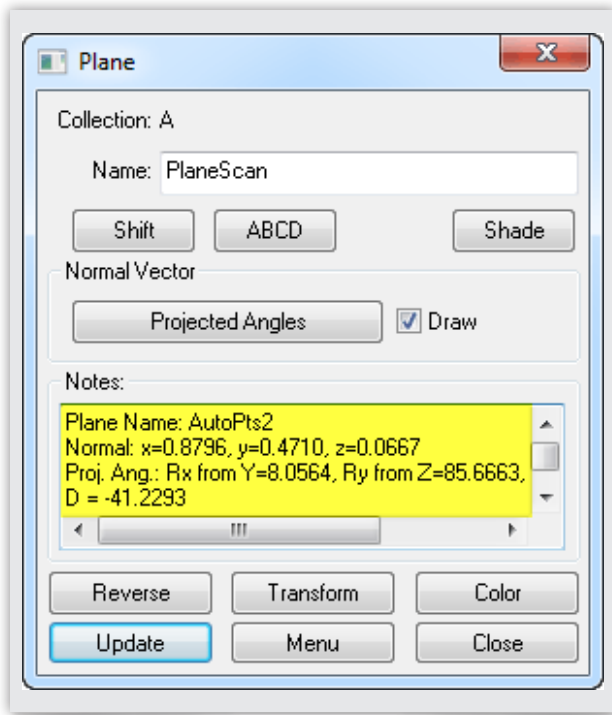 Plane
Collection: A
Name: PlaneScan
Shift ABCD Shade
Normal Vector
Projected Angles Draw
Notes:
Plane Name: AutoPts2
Normal: x=0.8796, y=0.4710, z=0.0667
Proj. Ang.: Rx from Y=8.0564, Ry from Z=85.6663,
D = -41.2293
Reverse Transform Color
Update Menu Close